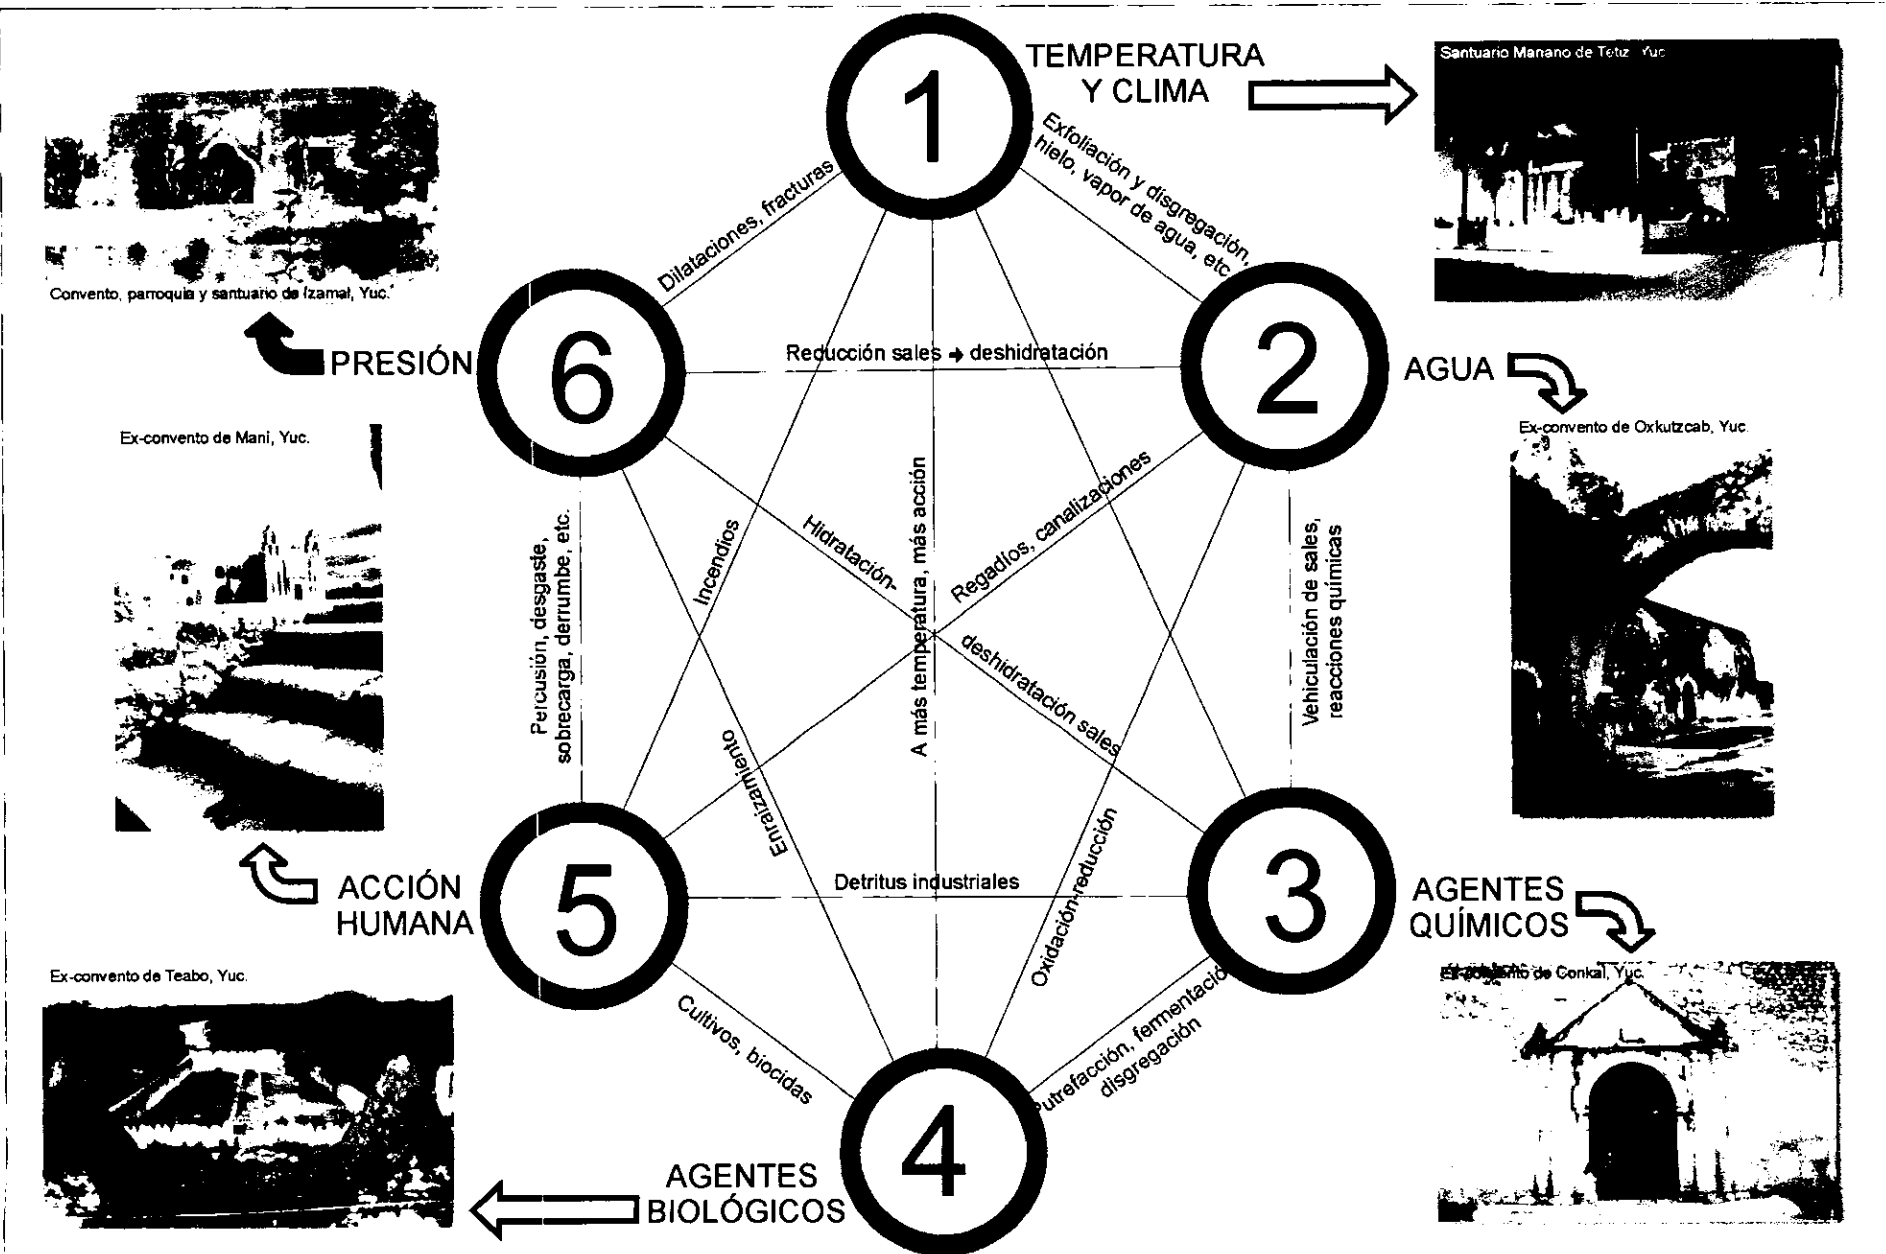 1
TEMPERATURA
Y CLIMA
Santuario Mariano de Tetiz Yuc
Exfoliación y disgregación,
hielo, vapor de agua, etc
Dilataciones, fracturas
Convento, parroquia y santuario de Izamal, Yuc.
PRESIÓN
6
Reducción sales → deshidratación
2
AGUA
Ex-convento de Mani, Yuc.
Ex-convento de Oxkutzcab, Yuc.
Percusión, desgaste,
sobrecarga, derrumbe, etc.
Incendios
Hidratación-
deshidratación sales
A más temperatura, más acción
Regadíos, canalizaciones
Vehiculación de sales,
reacciones químicas
Enraizamiento
Oxidación-reducción
ACCIÓN
HUMANA
5
Detritus industriales
3
AGENTES
QUÍMICOS
Ex-convento de Teabo, Yuc.
Ex-convento de Conkal, Yuc.
Cultivos, biocidas
Putrefacción, fermentación
disgregación
4
AGENTES
BIOLÓGICOS